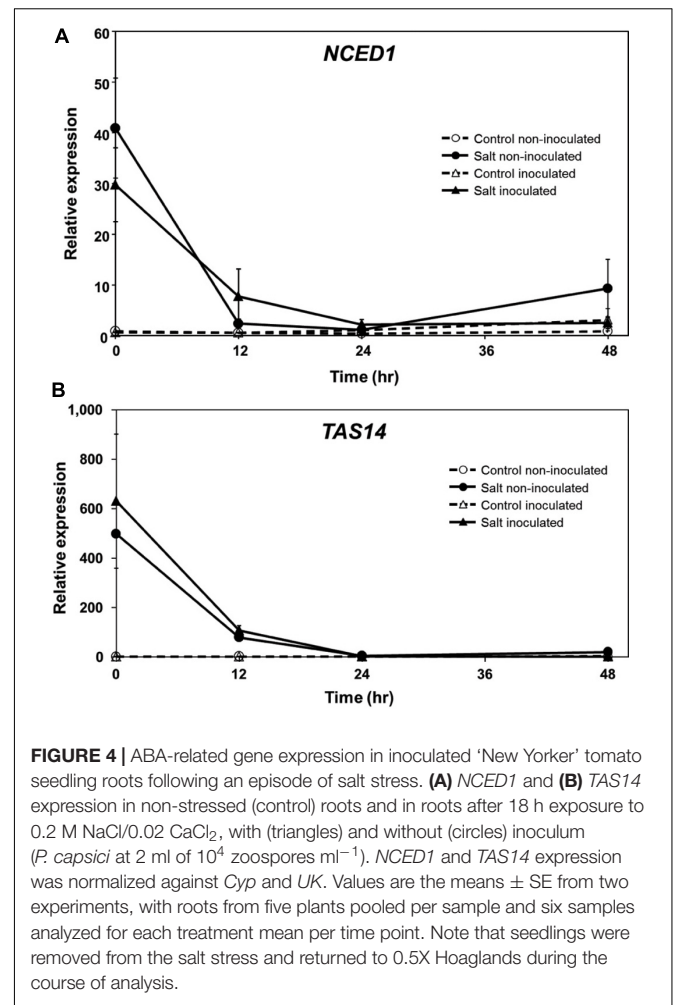 A
NCED1
60
50
40
30
20
10
0
Relative expression
Control non-inoculated
Salt non-inoculated
Control inoculated
Salt inoculated
0 12 24 36 48
Time (hr)
B
TAS14
1,000
800
600
400
200
0
Relative expression
Control non-inoculated
Salt non-inoculated
Control inoculated
Salt inoculated
0 12 24 36 48
Time (hr)
FIGURE 4 | ABA-related gene expression in inoculated ‘New Yorker’ tomato
seedling roots following an episode of salt stress. (A) NCED1 and (B) TAS14
expression in non-stressed (control) roots and in roots after 18 h exposure to
0.2 M NaCl/0.02 CaCl₂, with (triangles) and without (circles) inoculum
(P. capsici at 2 ml of 10⁴ zoospores ml⁻¹). NCED1 and TAS14 expression
was normalized against Cyp and UK. Values are the means ± SE from two
experiments, with roots from five plants pooled per sample and six samples
analyzed for each treatment mean per time point. Note that seedlings were
removed from the salt stress and returned to 0.5X Hoaglands during the
course of analysis.